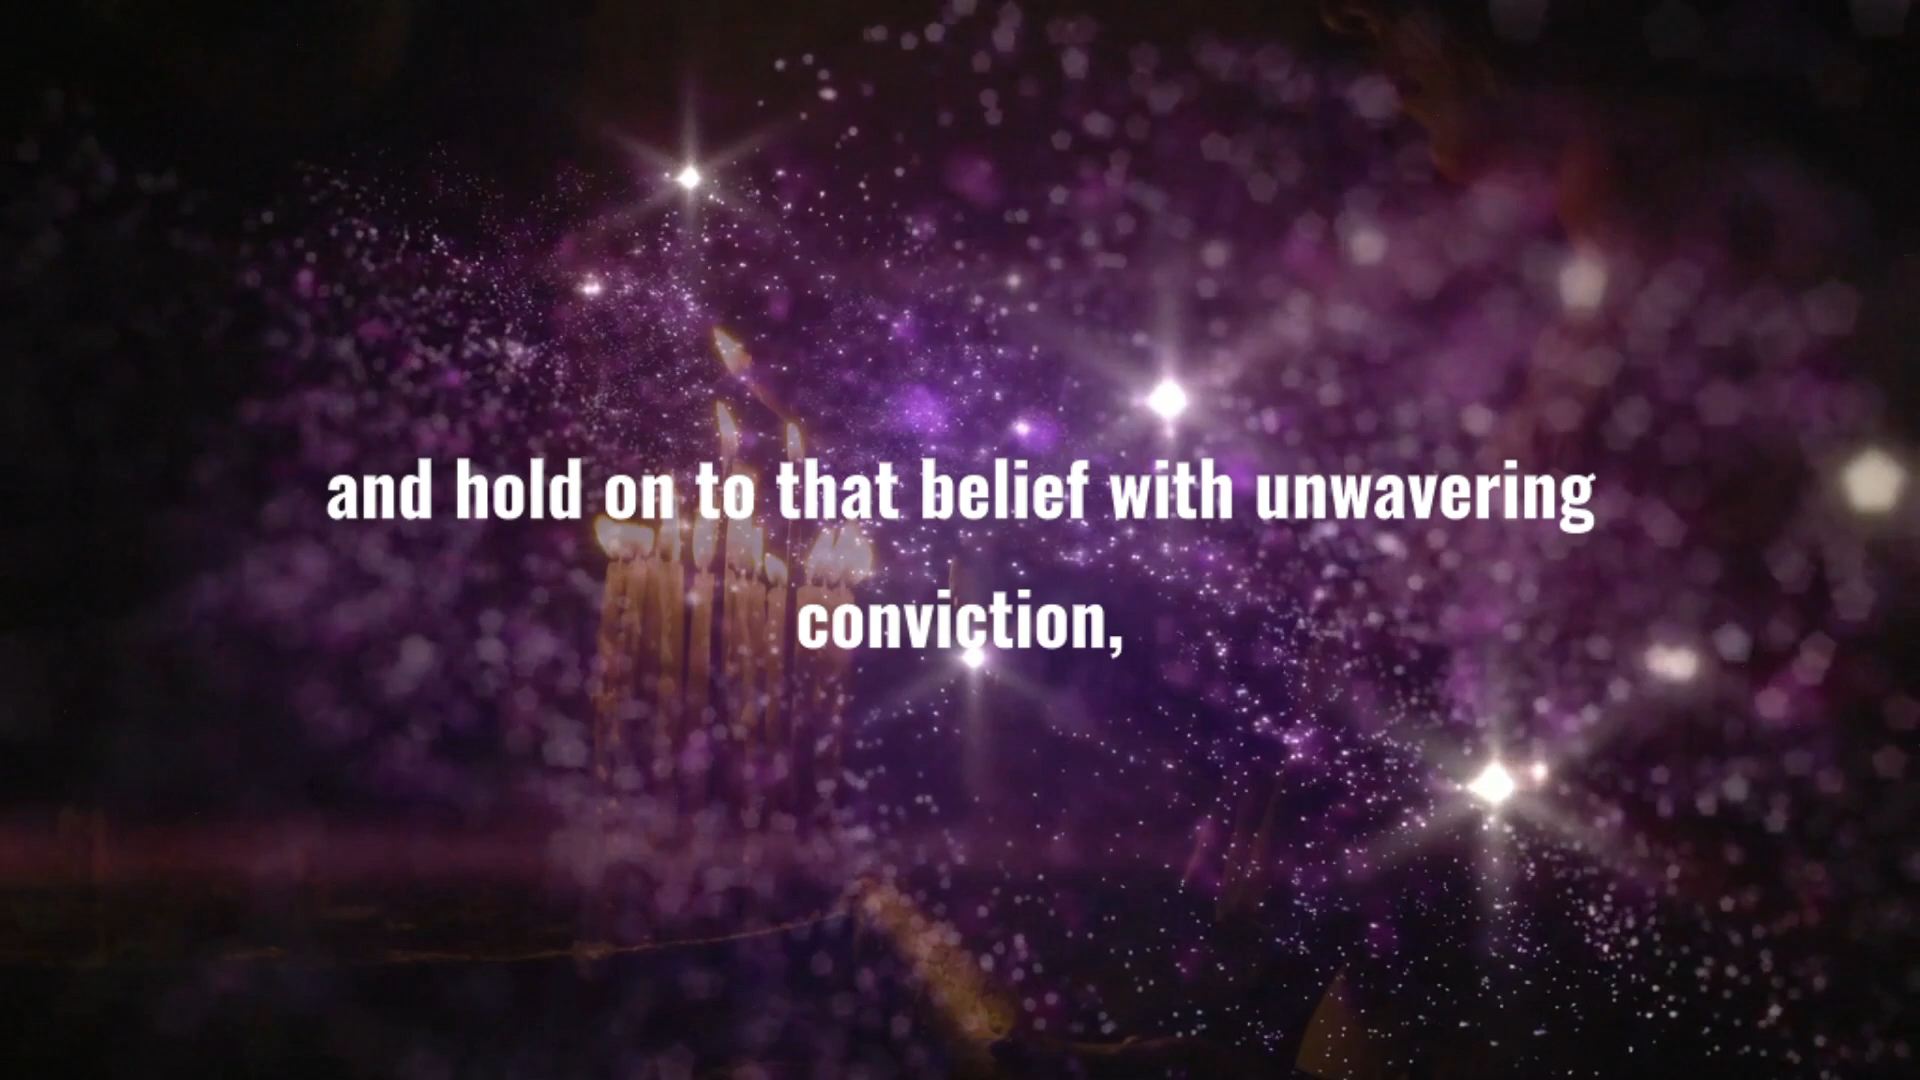 and hold on to that belief with unwavering
conviction,